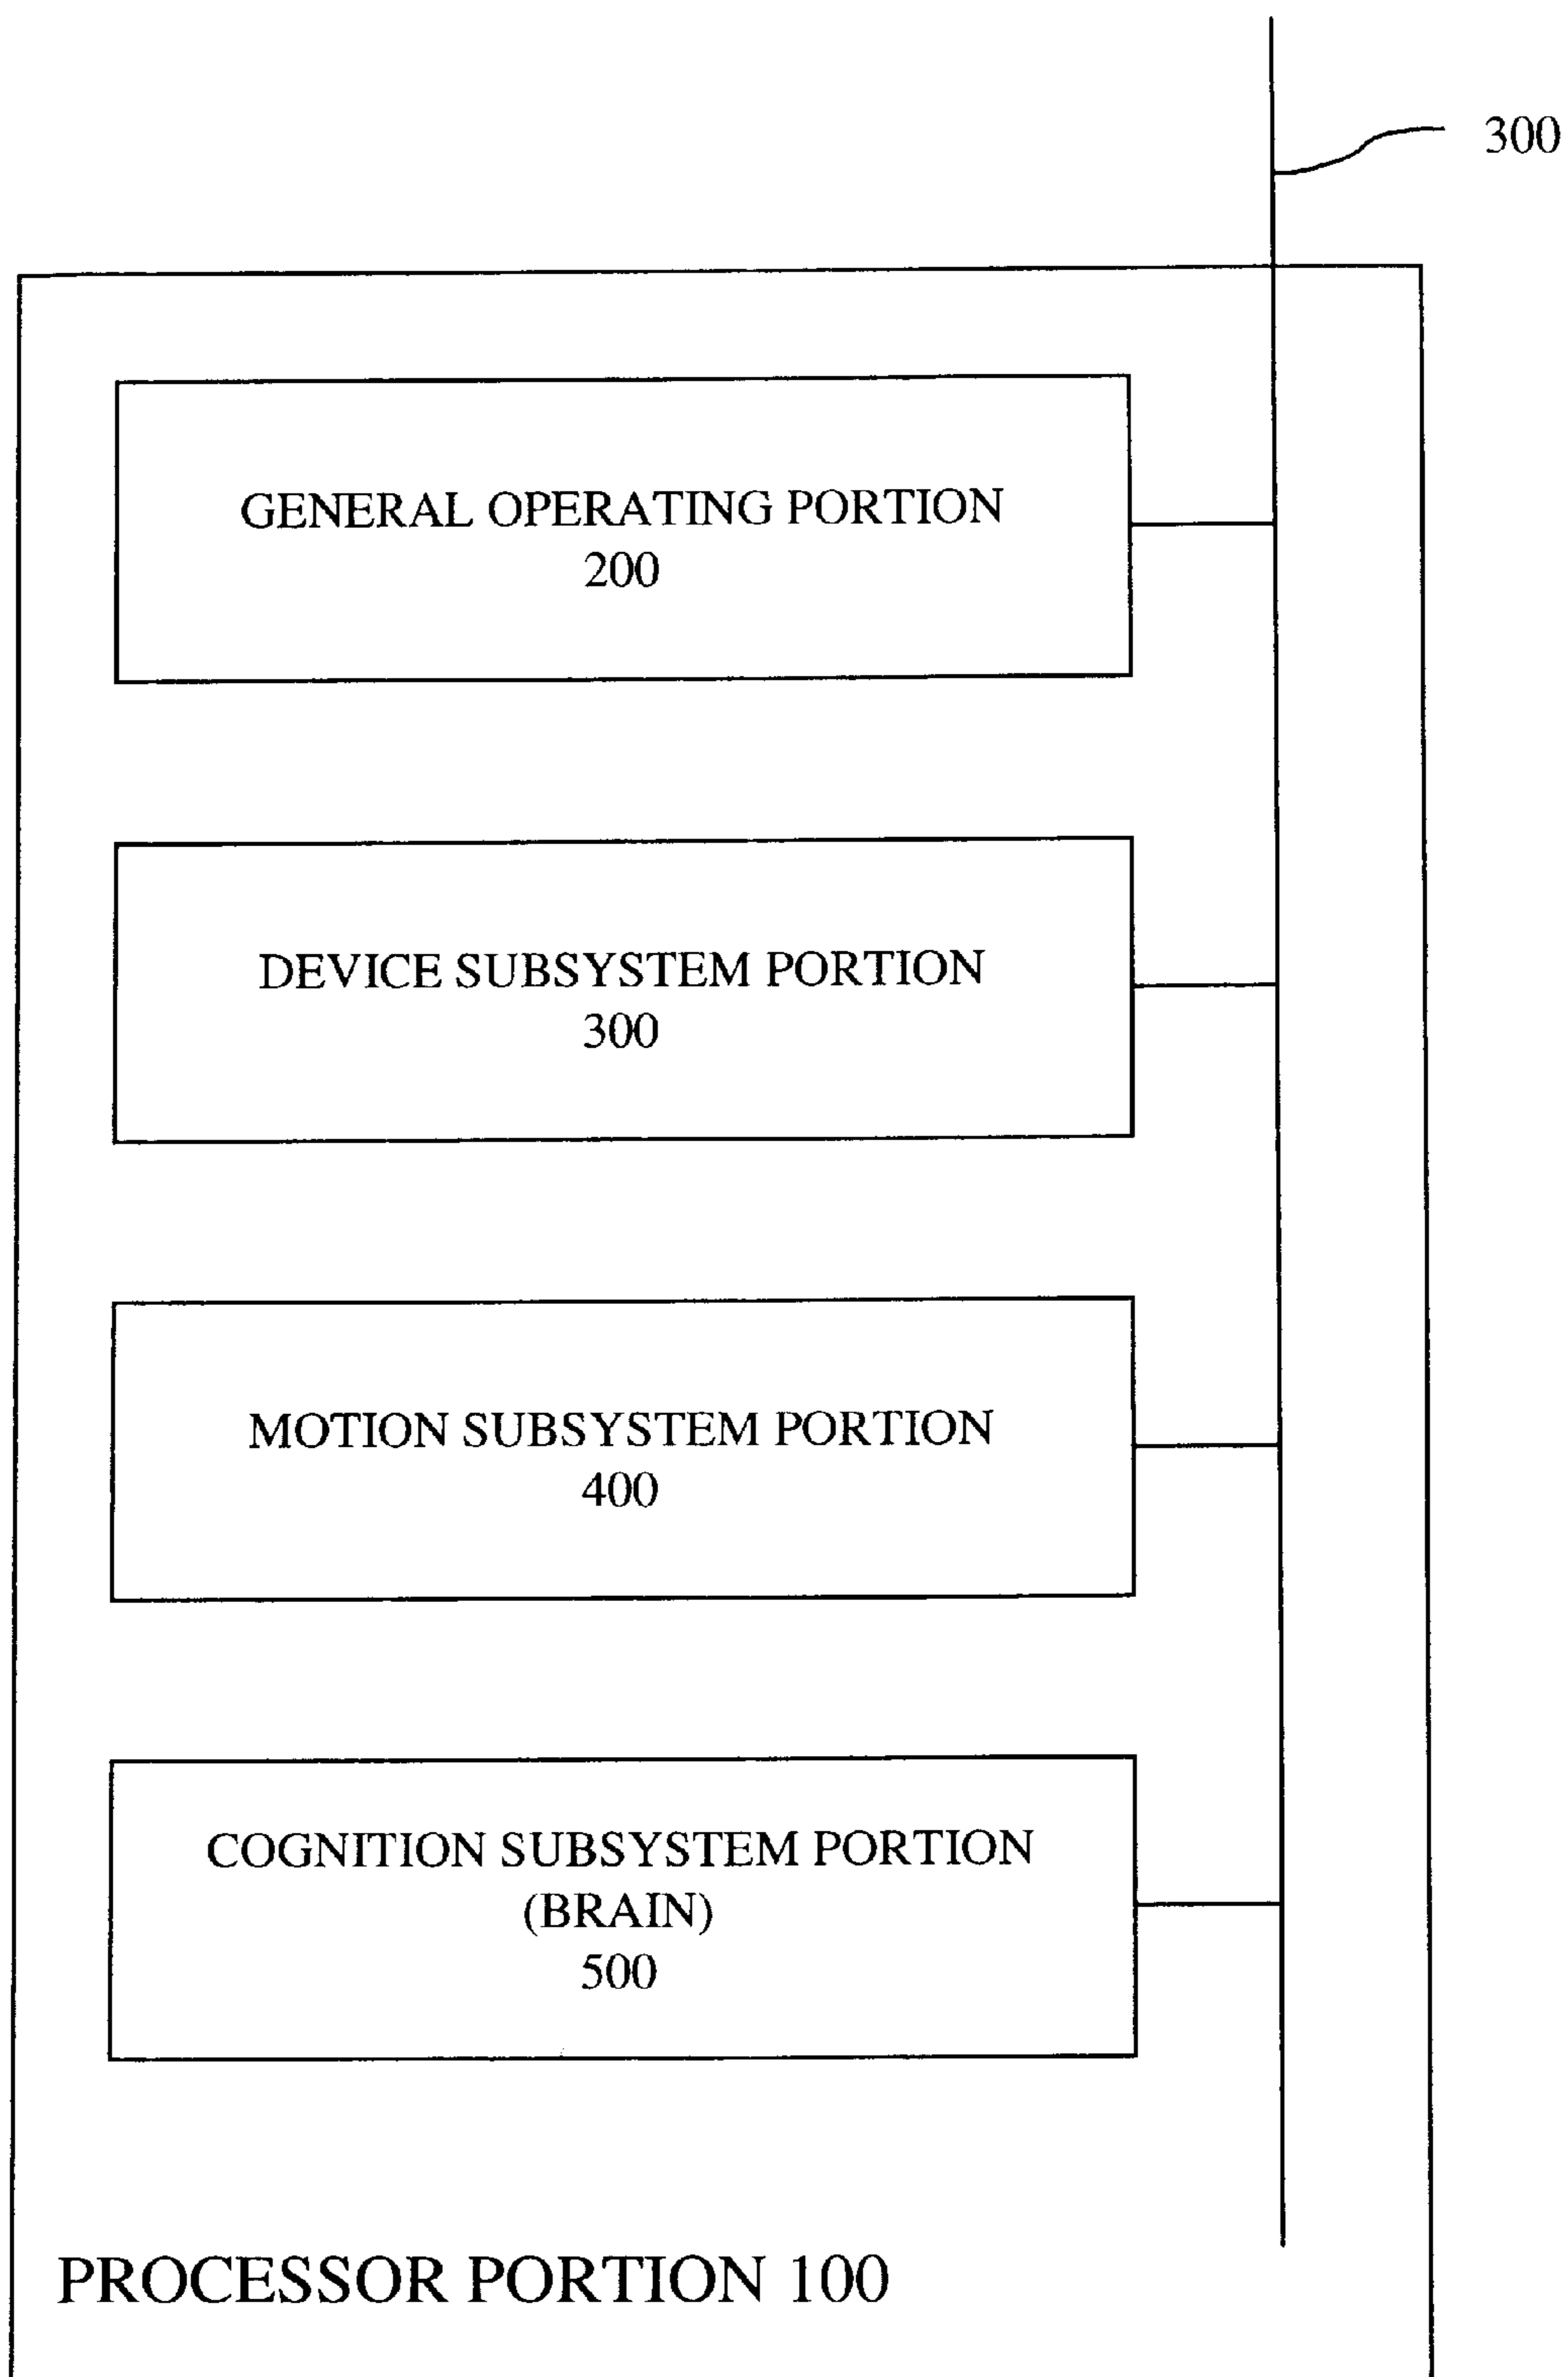 300
GENERAL OPERATING PORTION
200
DEVICE SUBSYSTEM PORTION
300
MOTION SUBSYSTEM PORTION
400
COGNITION SUBSYSTEM PORTION
(BRAIN)
500
PROCESSOR PORTION 100